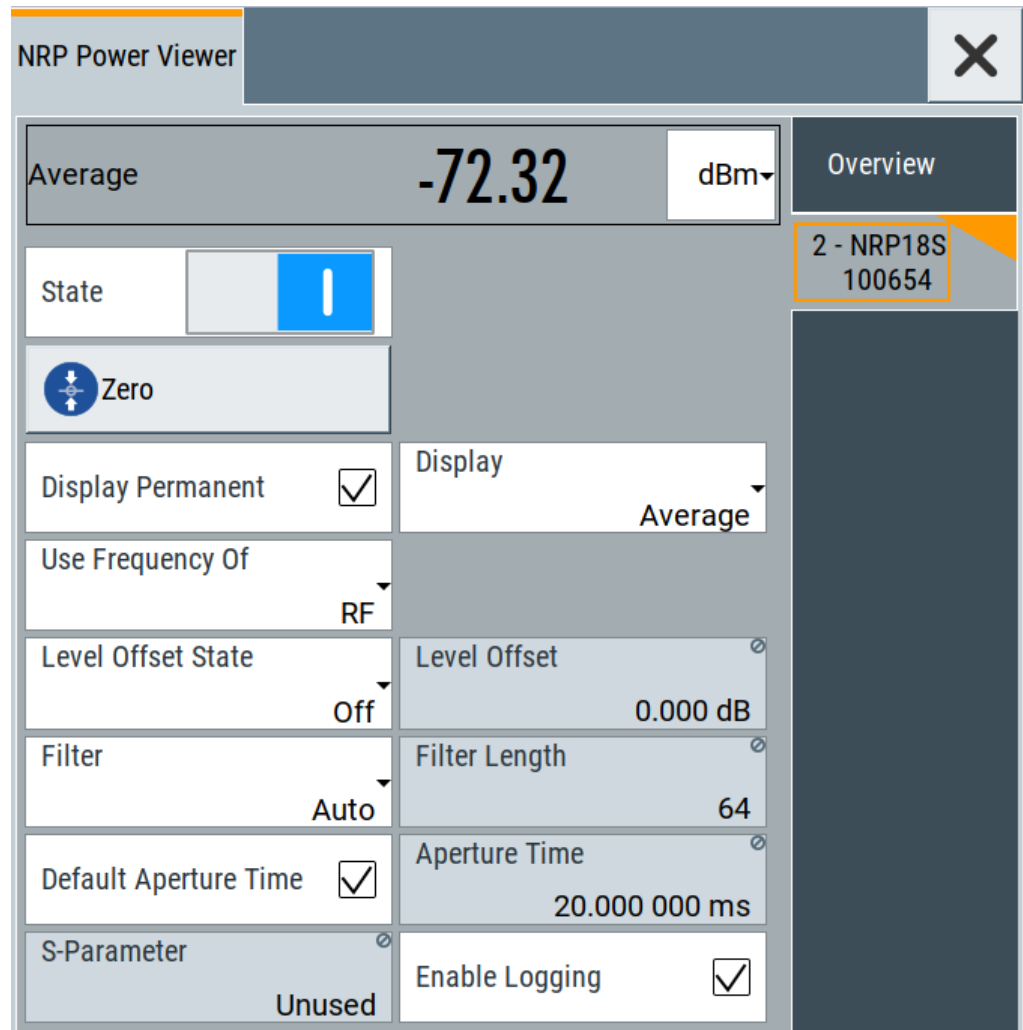 NRP Power Viewer
Average -72.32 dBm
Overview
2 - NRP18S
100654
State
Zero
Display Permanent
Display
Average
Use Frequency Of
RF
Level Offset State
Off
Level Offset
0.000 dB
Filter
Auto
Filter Length
64
Default Aperture Time
Aperture Time
20.000 000 ms
S-Parameter
Unused
Enable Logging